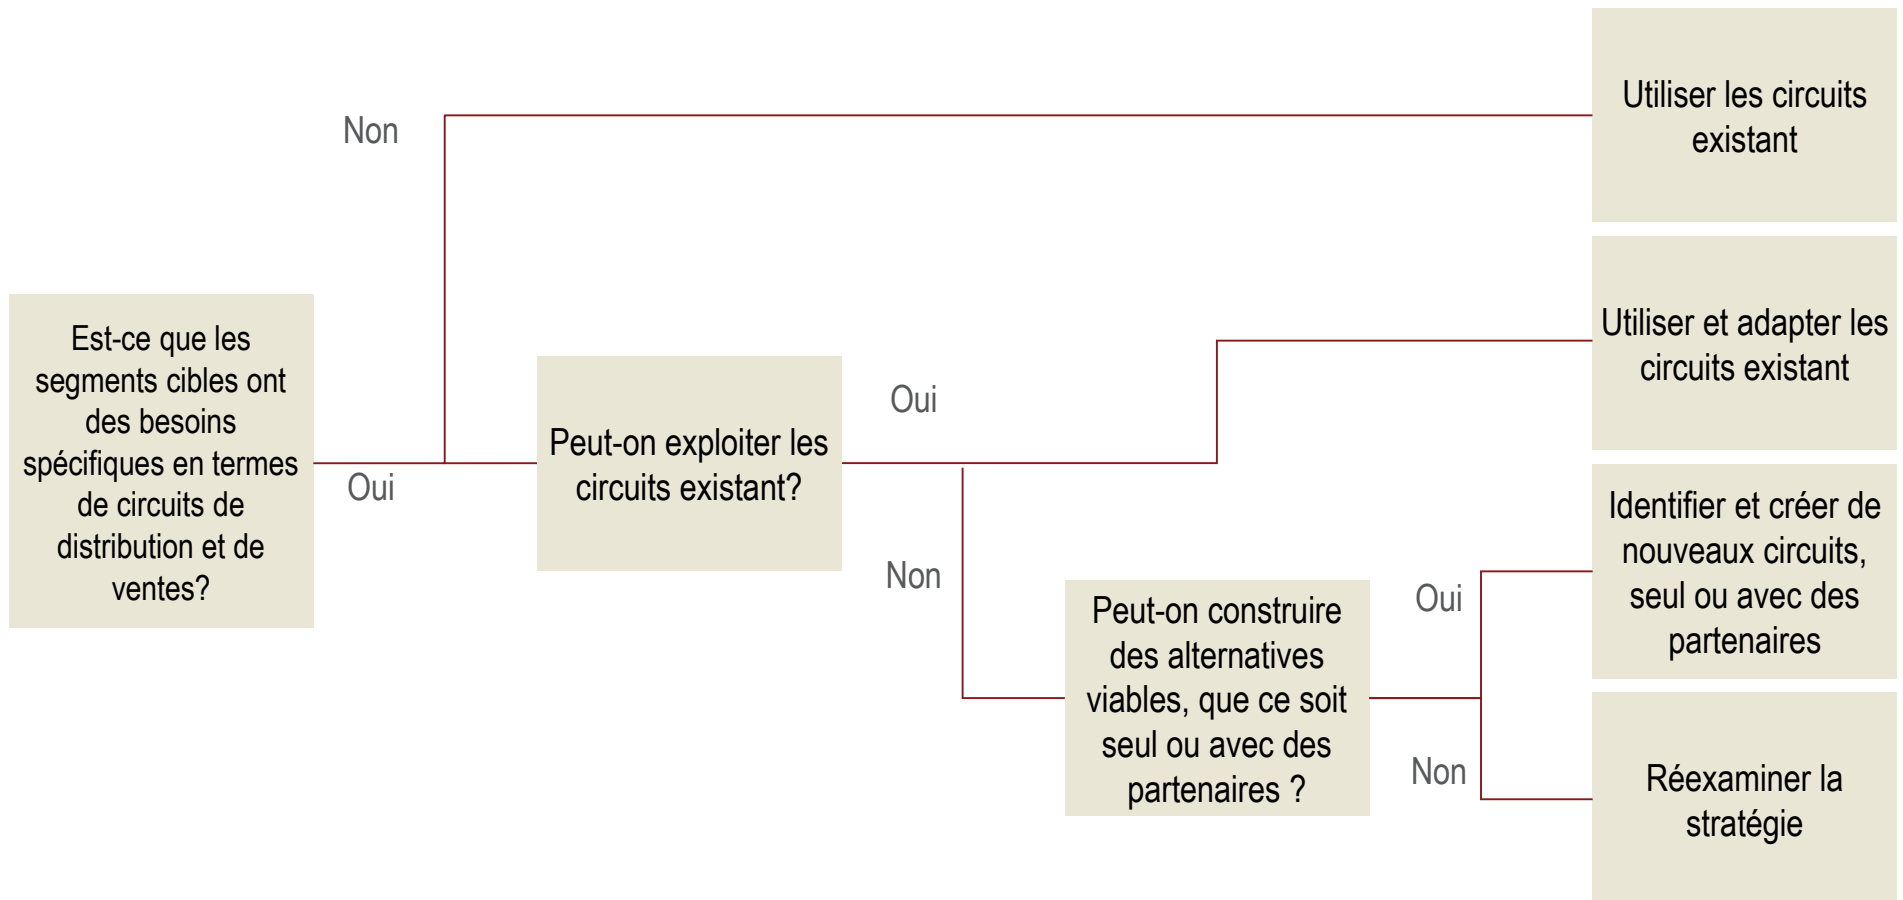 Est-ce que les
segments cibles ont
des besoins
spécifiques en termes
de circuits de
distribution et de
ventes?
Non
Oui
Peut-on exploiter les
circuits existant?
Oui
Non
Peut-on construire
des alternatives
viables, que ce soit
seul ou avec des
partenaires ?
Oui
Non
Utiliser les circuits
existant
Utiliser et adapter les
circuits existant
Identifier et créer de
nouveaux circuits,
seul ou avec des
partenaires
Réexaminer la
stratégie